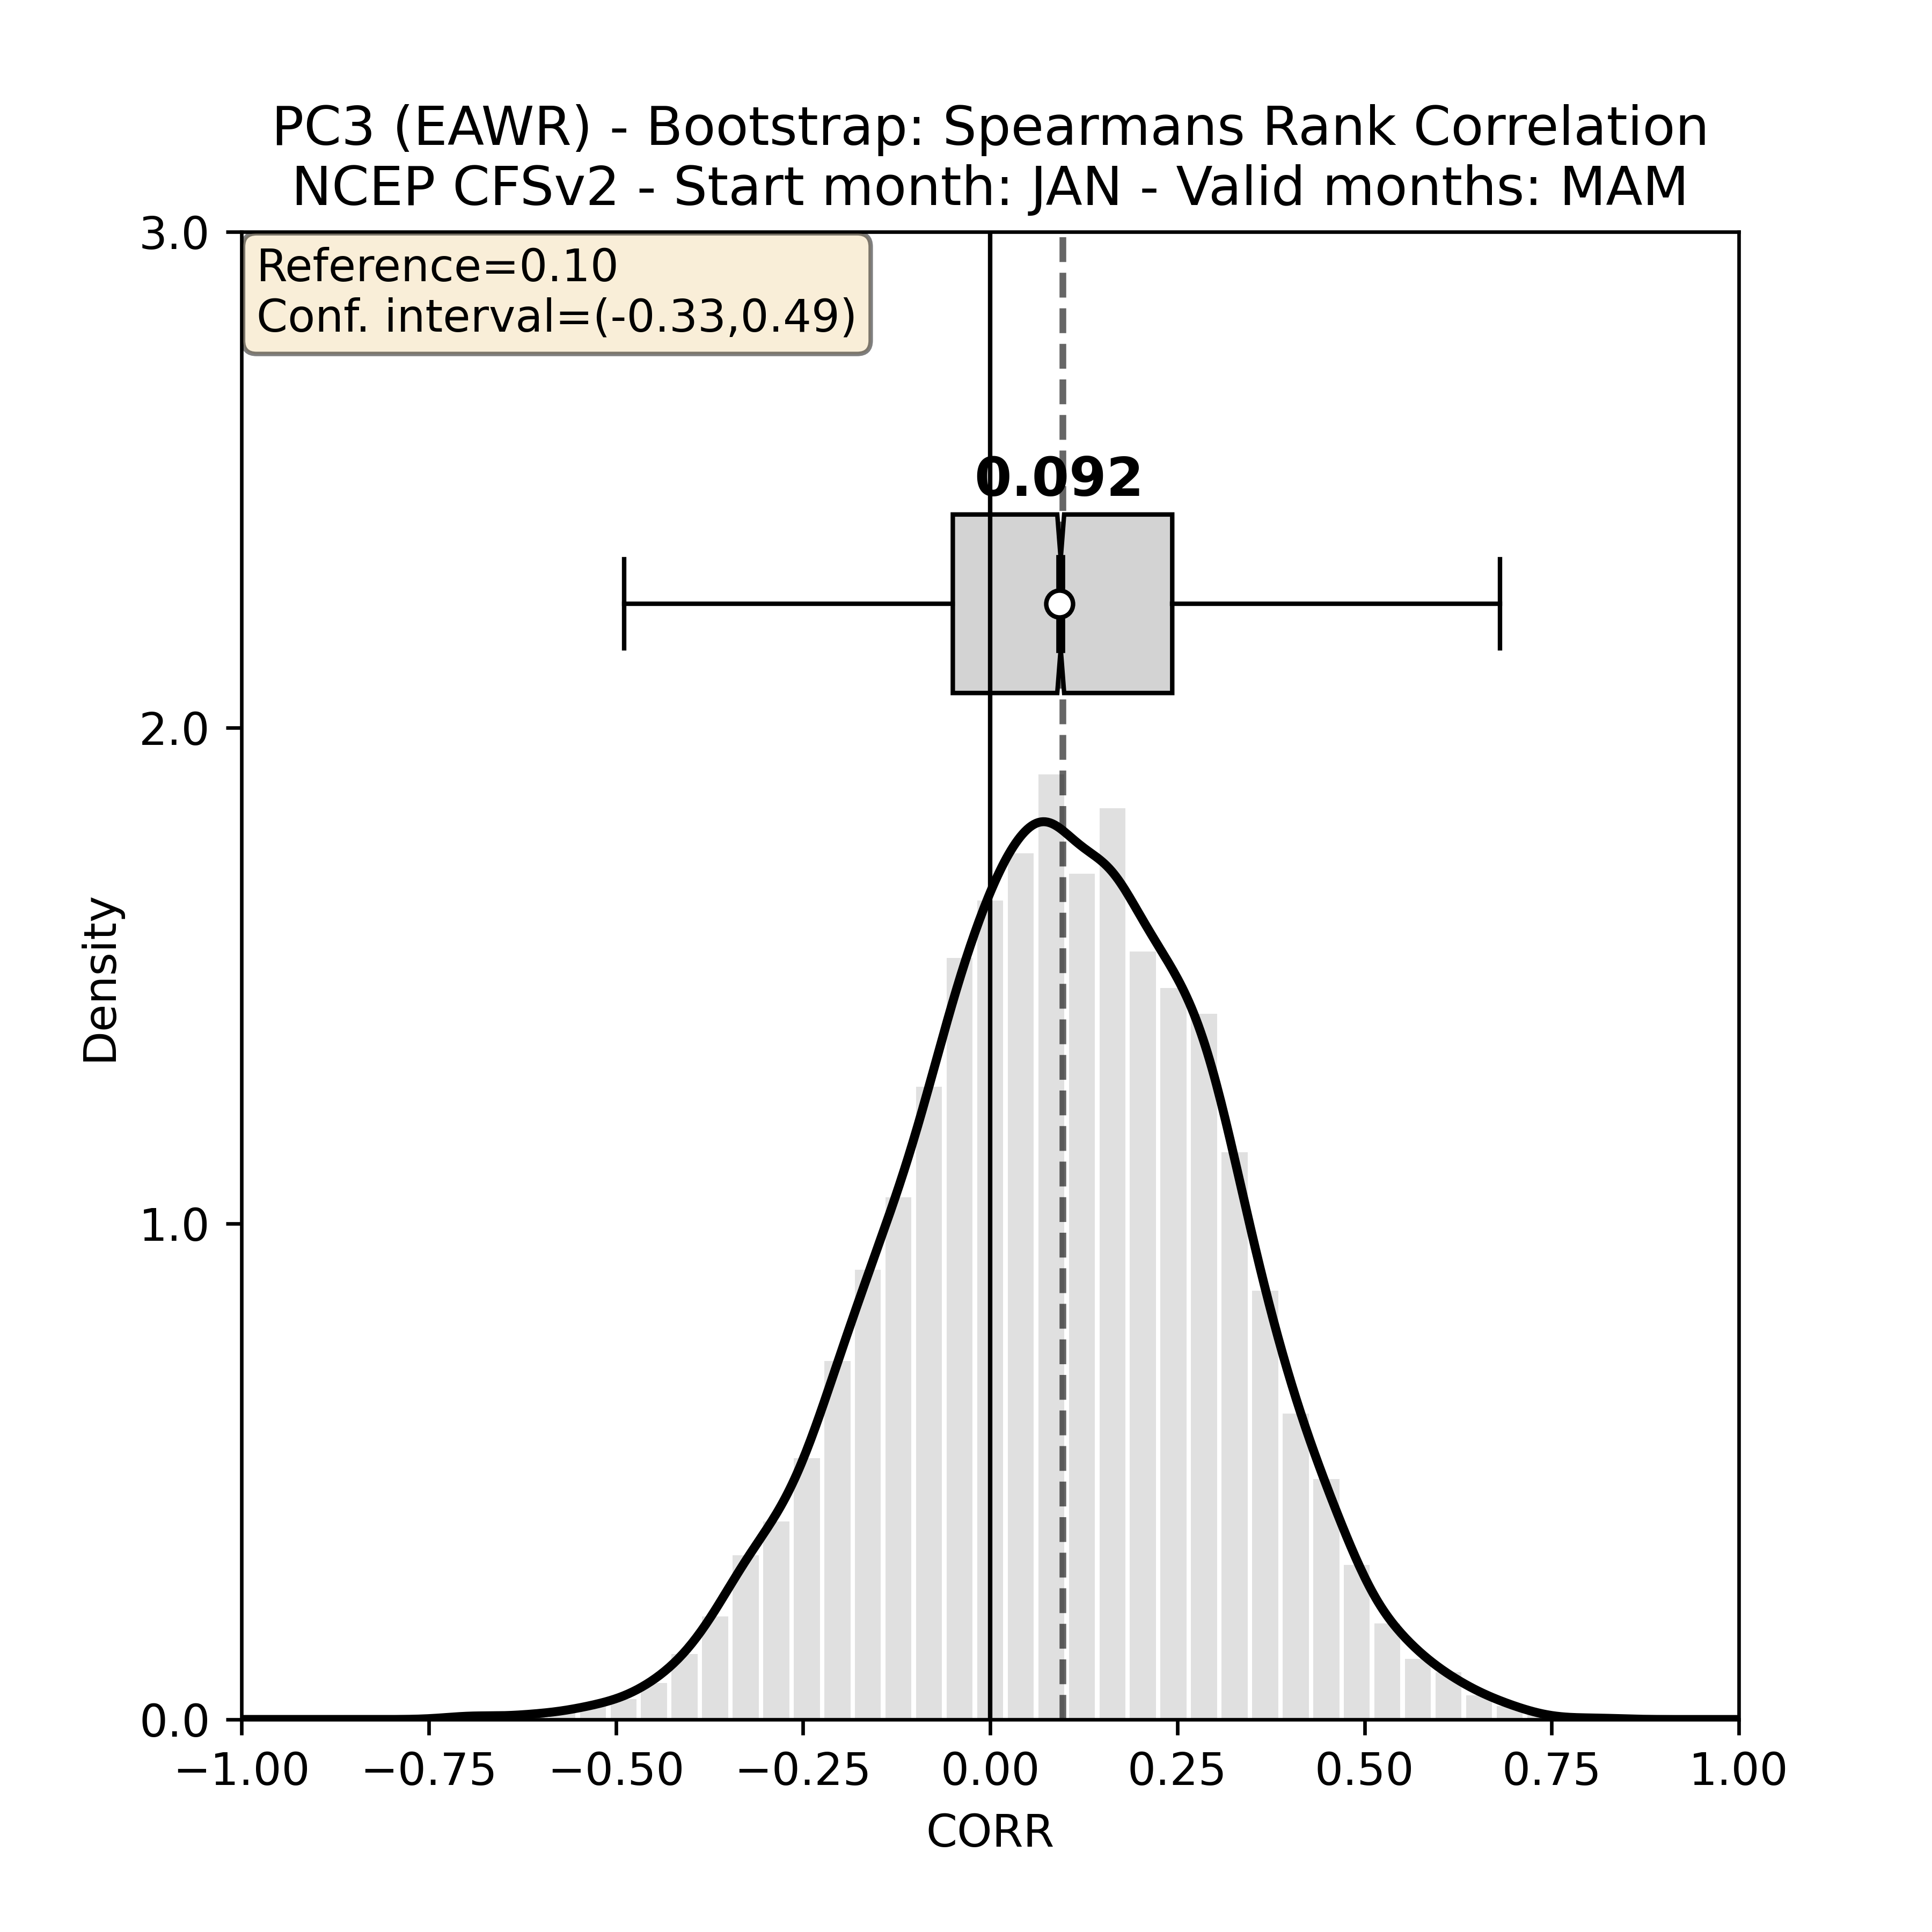 PC3 (EAWR) - Bootstrap: Spearmans Rank Correlation
NCEP CFSv2 - Start month: JAN - Valid months: MAM
3.0
Reference=0.10
Conf. interval=(-0.33,0.49)
0.092
2.0
Density
1.0
0.0
−1.00 −0.75 −0.50 −0.25 0.00 0.25 0.50 0.75 1.00
CORR